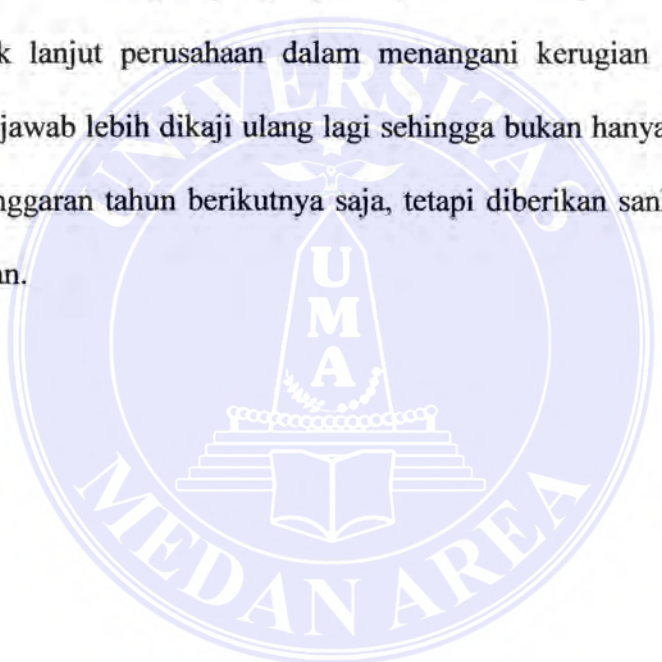 k lanjut perusahaan dalam menangani kerugian
jawab lebih dikaji ulang lagi sehingga bukan hanya
nggaran tahun berikutnya saja, tetapi diberikan san
n.
UNIVERSITAS
UMA
MEDAN AREA